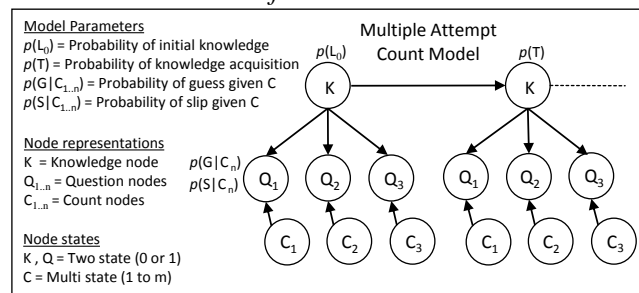 Model Parameters
p(L₀) = Probability of initial knowledge
p(T) = Probability of knowledge acquisition
p(G|C₁..ₙ) = Probability of guess given C
p(S|C₁..ₙ) = Probability of slip given C
Node representations
K = Knowledge node
Q₁..ₙ = Question nodes
C₁..ₙ = Count nodes
Node states
K , Q = Two state (0 or 1)
C = Multi state (1 to m)
Multiple Attempt
Count Model
p(L₀)
p(T)
K
K
p(G|Cₙ)
p(S|Cₙ)
Q₁
Q₂
Q₃
Q₁
Q₂
Q₃
C₁
C₂
C₃
C₁
C₂
C₃